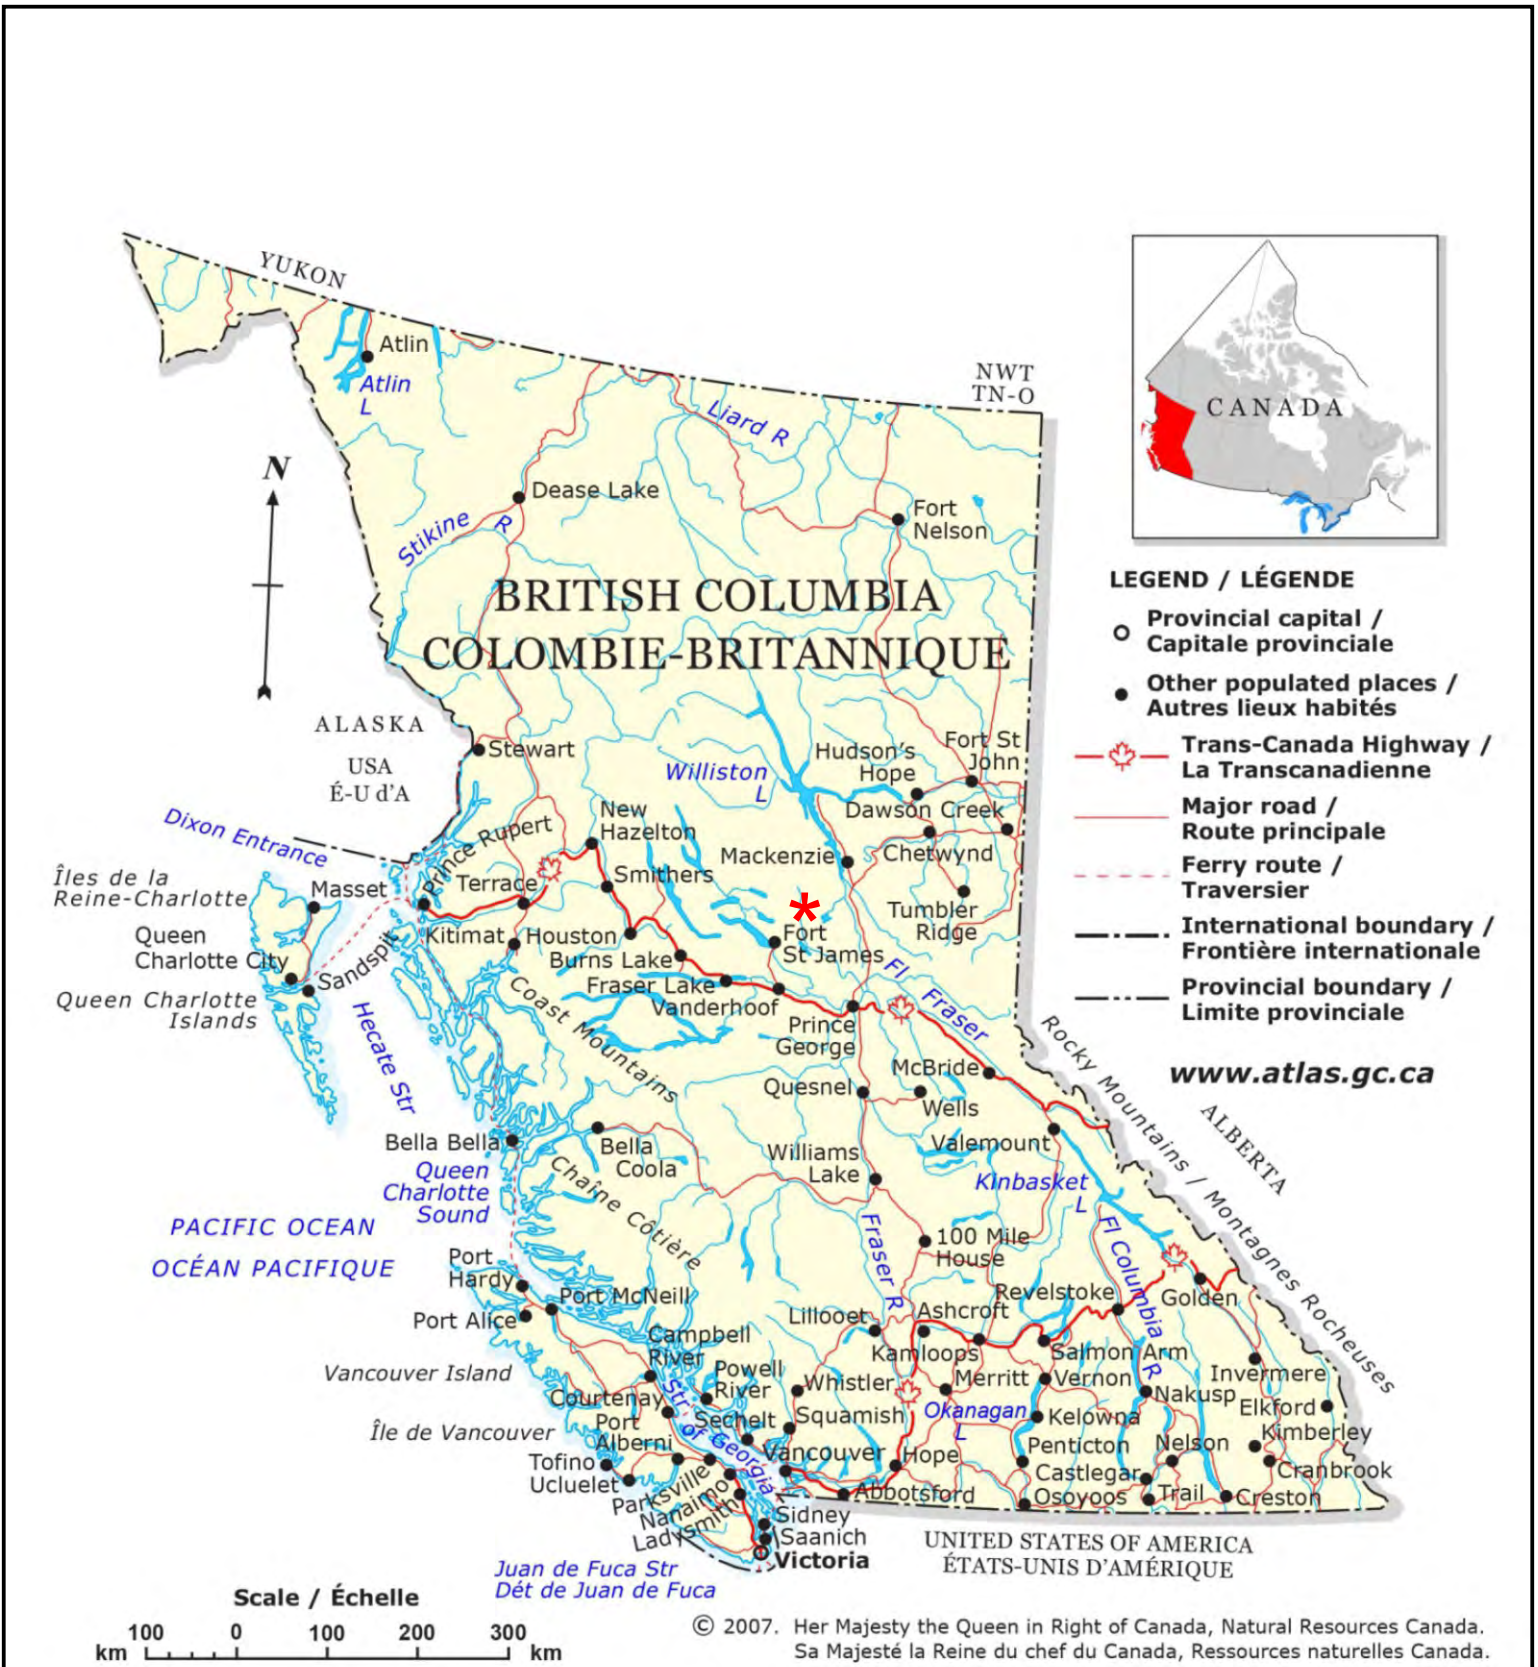 YUKON
Atlin
Atlin
L
NWT
TN-O
Liard R
N
Dease Lake
Stikine
R
Fort
Nelson
BRITISH COLUMBIA
COLOMBIE-BRITANNIQUE
ALASKA
USA
É-U d'A
Stewart
Williston
L
Hudson's
Hope
Fort St
John
Dawson Creek
Chetwynd
Mackenzie
Tumbler
Ridge
Dixon Entrance
Prince Rupert
New
Hazelton
Smithers
Terrace
Îles de la
Reine-Charlotte
Masset
Queen
Charlotte City
Sandspit
Queen Charlotte
Islands
Hecate Str
Kitimat
Houston
Burns Lake
Fraser Lake
Vanderhoof
*
Fort
St James
Prince
George
Fl Fraser
Coast Mountains
McBride
Quesnel
Wells
Valemount
Bella Bella
Bella
Coola
Williams
Lake
Kinbasket
L
Queen
Charlotte
Sound
Chaîne Côtière
PACIFIC OCEAN
OCÉAN PACIFIQUE
Fraser R
100 Mile
House
Fl Columbia R
Rocky Mountains / Montagnes Rocheuses
ALBERTA
Port
Hardy
Port McNeill
Port Alice
Lillooet
Ashcroft
Revelstoke
Golden
Kamloops
Salmon Arm
Campbell
River
Powell
River
Vancouver Island
Whistler
Merritt
Vernon
Nakusp
Invermere
Elkford
Courtenay
Sechelt
Squamish
Okanagan
L
Kelowna
Kimberley
Île de Vancouver
Port
Alberni
Str of Georgia
Vancouver
Hope
Penticton
Nelson
Cranbrook
Tofino
Ucluelet
Castlegar
Parksville
Nanaimo
Ladysmith
Abbotsford
Osoyoos
Trail
Creston
Sidney
Saanich
Victoria
UNITED STATES OF AMERICA
ÉTATS-UNIS D'AMÉRIQUE
Juan de Fuca Str
Dét de Juan de Fuca
CANADA
LEGEND / LÉGENDE
Provincial capital /
Capitale provinciale
Other populated places /
Autres lieux habités
Trans-Canada Highway /
La Transcanadienne
Major road /
Route principale
Ferry route /
Traversier
International boundary /
Frontière internationale
Provincial boundary /
Limite provinciale
www.atlas.gc.ca
Scale / Échelle
100 0 100 200 300
km km
© 2007. Her Majesty the Queen in Right of Canada, Natural Resources Canada.
Sa Majesté la Reine du chef du Canada, Ressources naturelles Canada.